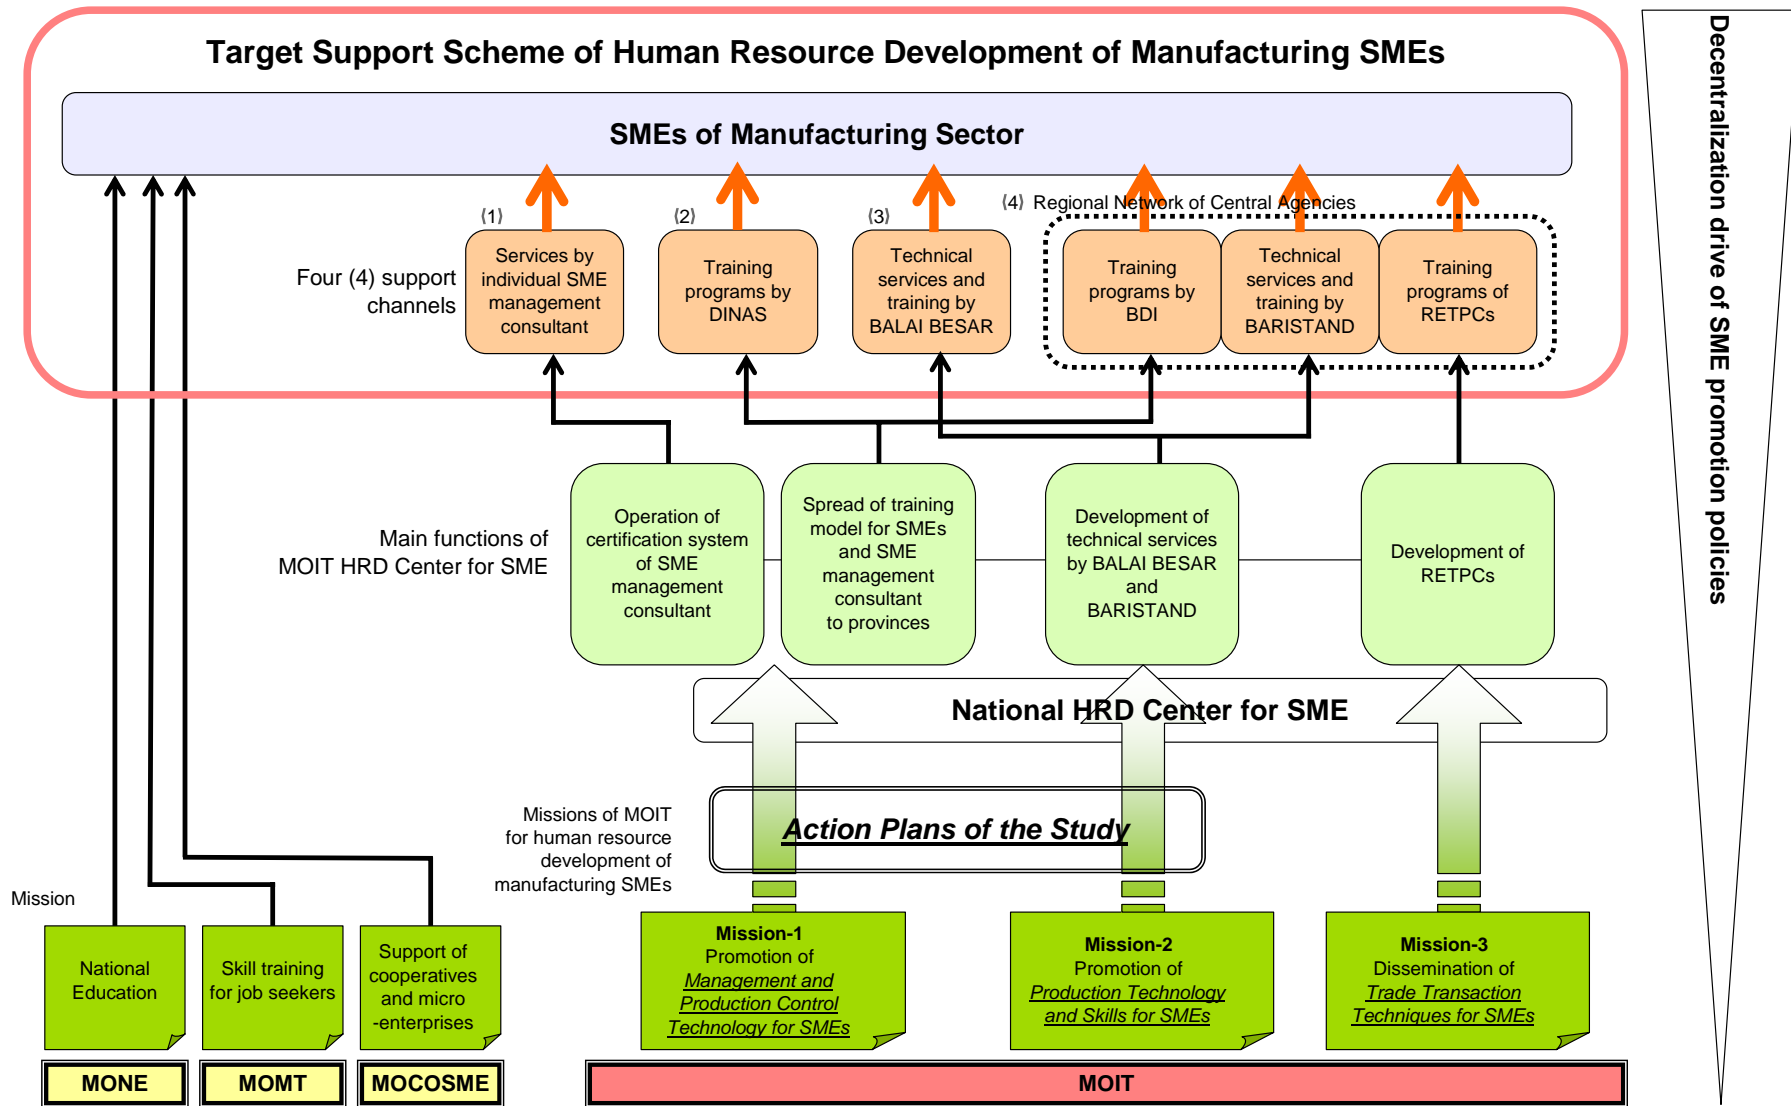 Target Support Scheme of Human Resource Development of Manufacturing SMEs
SMEs of Manufacturing Sector
(1)
(2)
(3)
(4) Regional Network of Central Agencies
Four (4) support
channels
Services by
individual SME
management
consultant
Training
programs by
DINAS
Technical
services and
training by
BALAI BESAR
Training
programs by
BDI
Technical
services and
training by
BARISTAND
Training
programs of
RETPCs
Main functions of
MOIT HRD Center for SME
Operation of
certification system
of SME
management
consultant
Spread of training
model for SMEs
and SME
management
consultant
to provinces
Development of
technical services
by BALAI BESAR
and
BARISTAND
Development of
RETPCs
National HRD Center for SME
Missions of MOIT
for human resource
development of
manufacturing SMEs
Action Plans of the Study
Mission
National
Education
Skill training
for job seekers
Support of
cooperatives
and micro
-enterprises
Mission-1
Promotion of
Management and
Production Control
Technology for SMEs
Mission-2
Promotion of
Production Technology
and Skills for SMEs
Mission-3
Dissemination of
Trade Transaction
Techniques for SMEs
MONE
MOMT
MOCOSME
MOIT
Decentralization drive of SME promotion policies